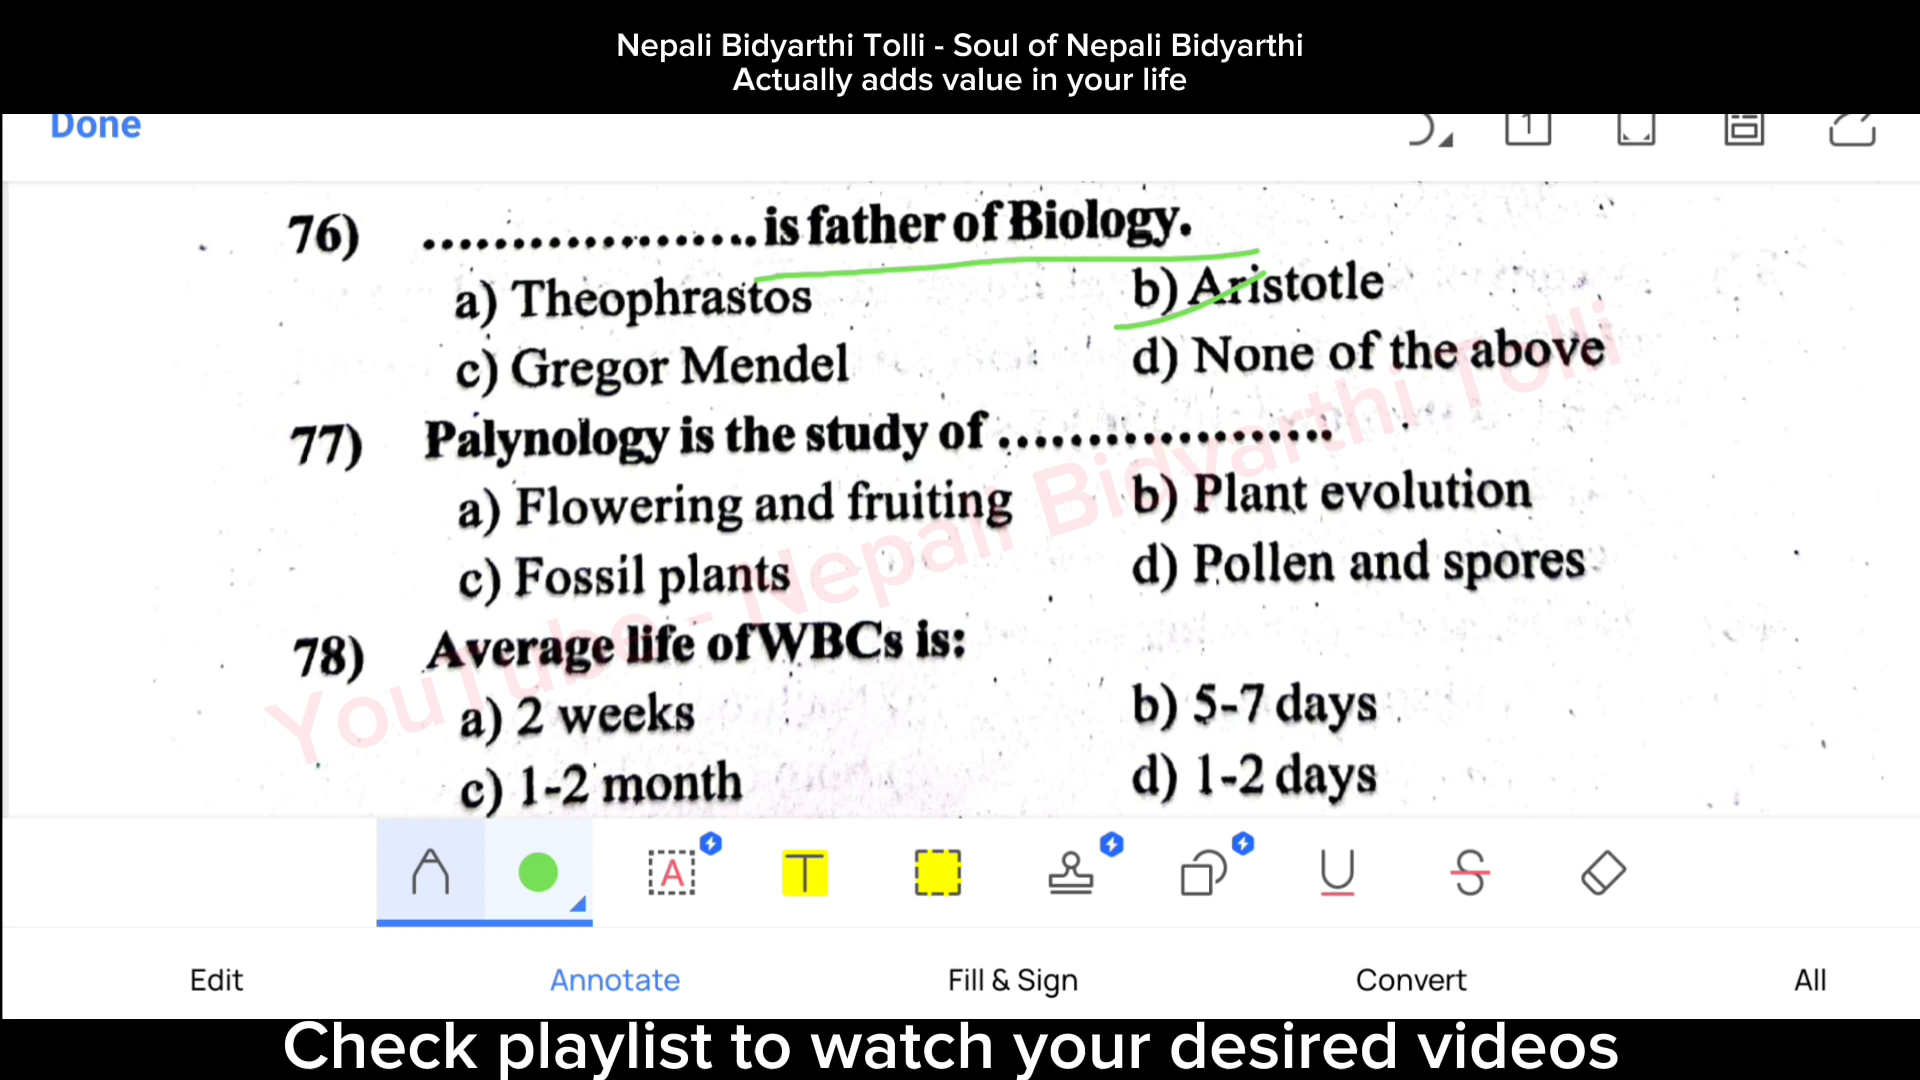 Nepali Bidyarthi Tolli - Soul of Nepali Bidyarthi
Actually adds value in your life
Done
1
76) ................... is father of Biology.
a) Theophrastos b) Aristotle
c) Gregor Mendel d) None of the above
77) Palynology is the study of ...................
a) Flowering and fruiting b) Plant evolution
c) Fossil plants d) Pollen and spores
78) Average life of WBCs is:
a) 2 weeks b) 5-7 days
c) 1-2 month d) 1-2 days
YouTube - Nepali Bidyarthi Tolli
A T U S
Edit Annotate Fill & Sign Convert All
Check playlist to watch your desired videos